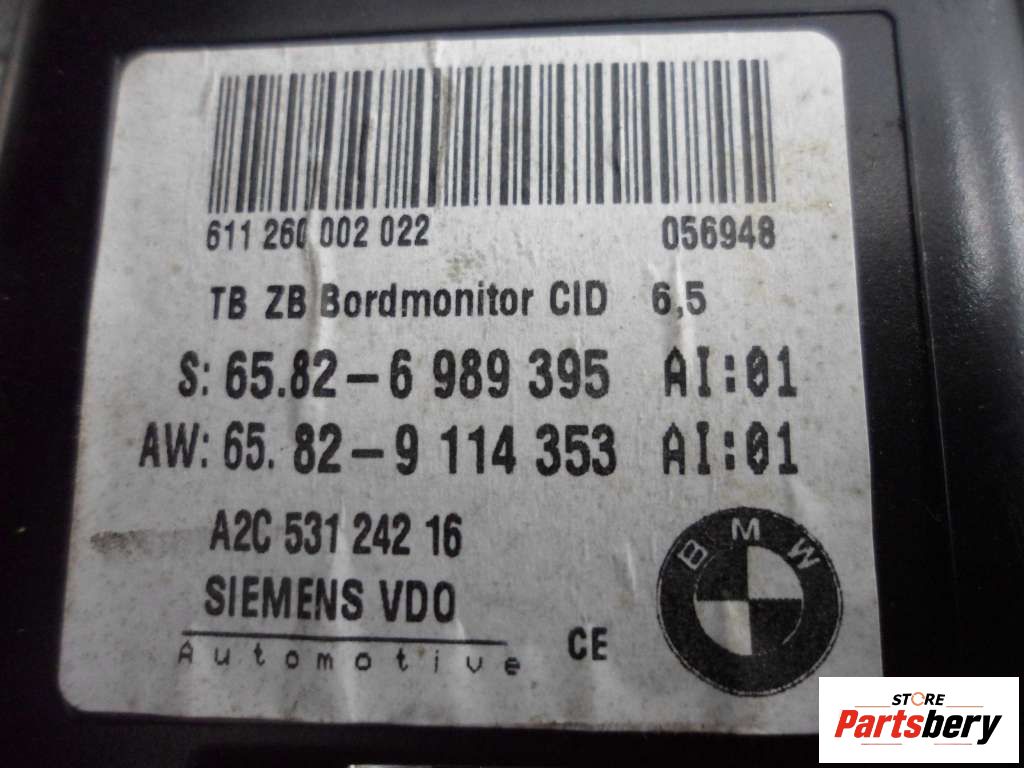 611 260 002 022 056948
TB ZB Bordmonitor CID 6,5
S: 65.82-6 989 395 AI:01
AW: 65.82-9 114 353 AI:01
A2C 531 242 16
SIEMENS VDO
Automotive
CE
BMW
STORE
Partsbery